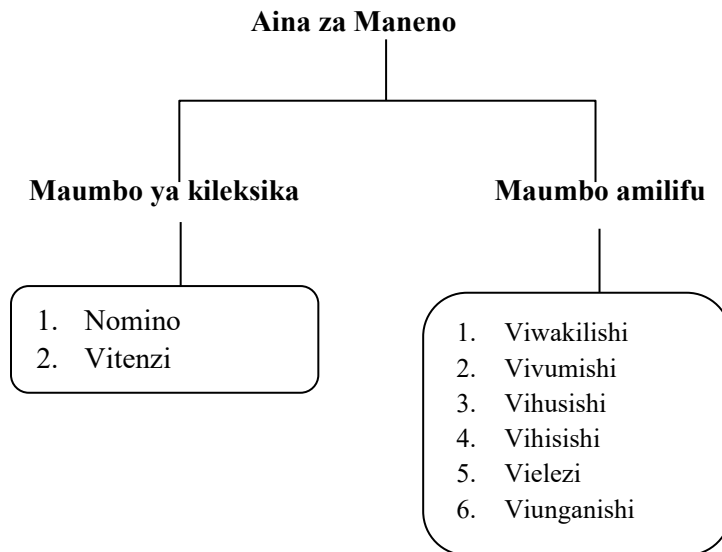 Aina za Maneno
Maumbo ya kileksika
Maumbo amilifu
1. Nomino
2. Vitenzi
1. Viwakilishi
2. Vivumishi
3. Vihusishi
4. Vihisishi
5. Vielezi
6. Viunganishi